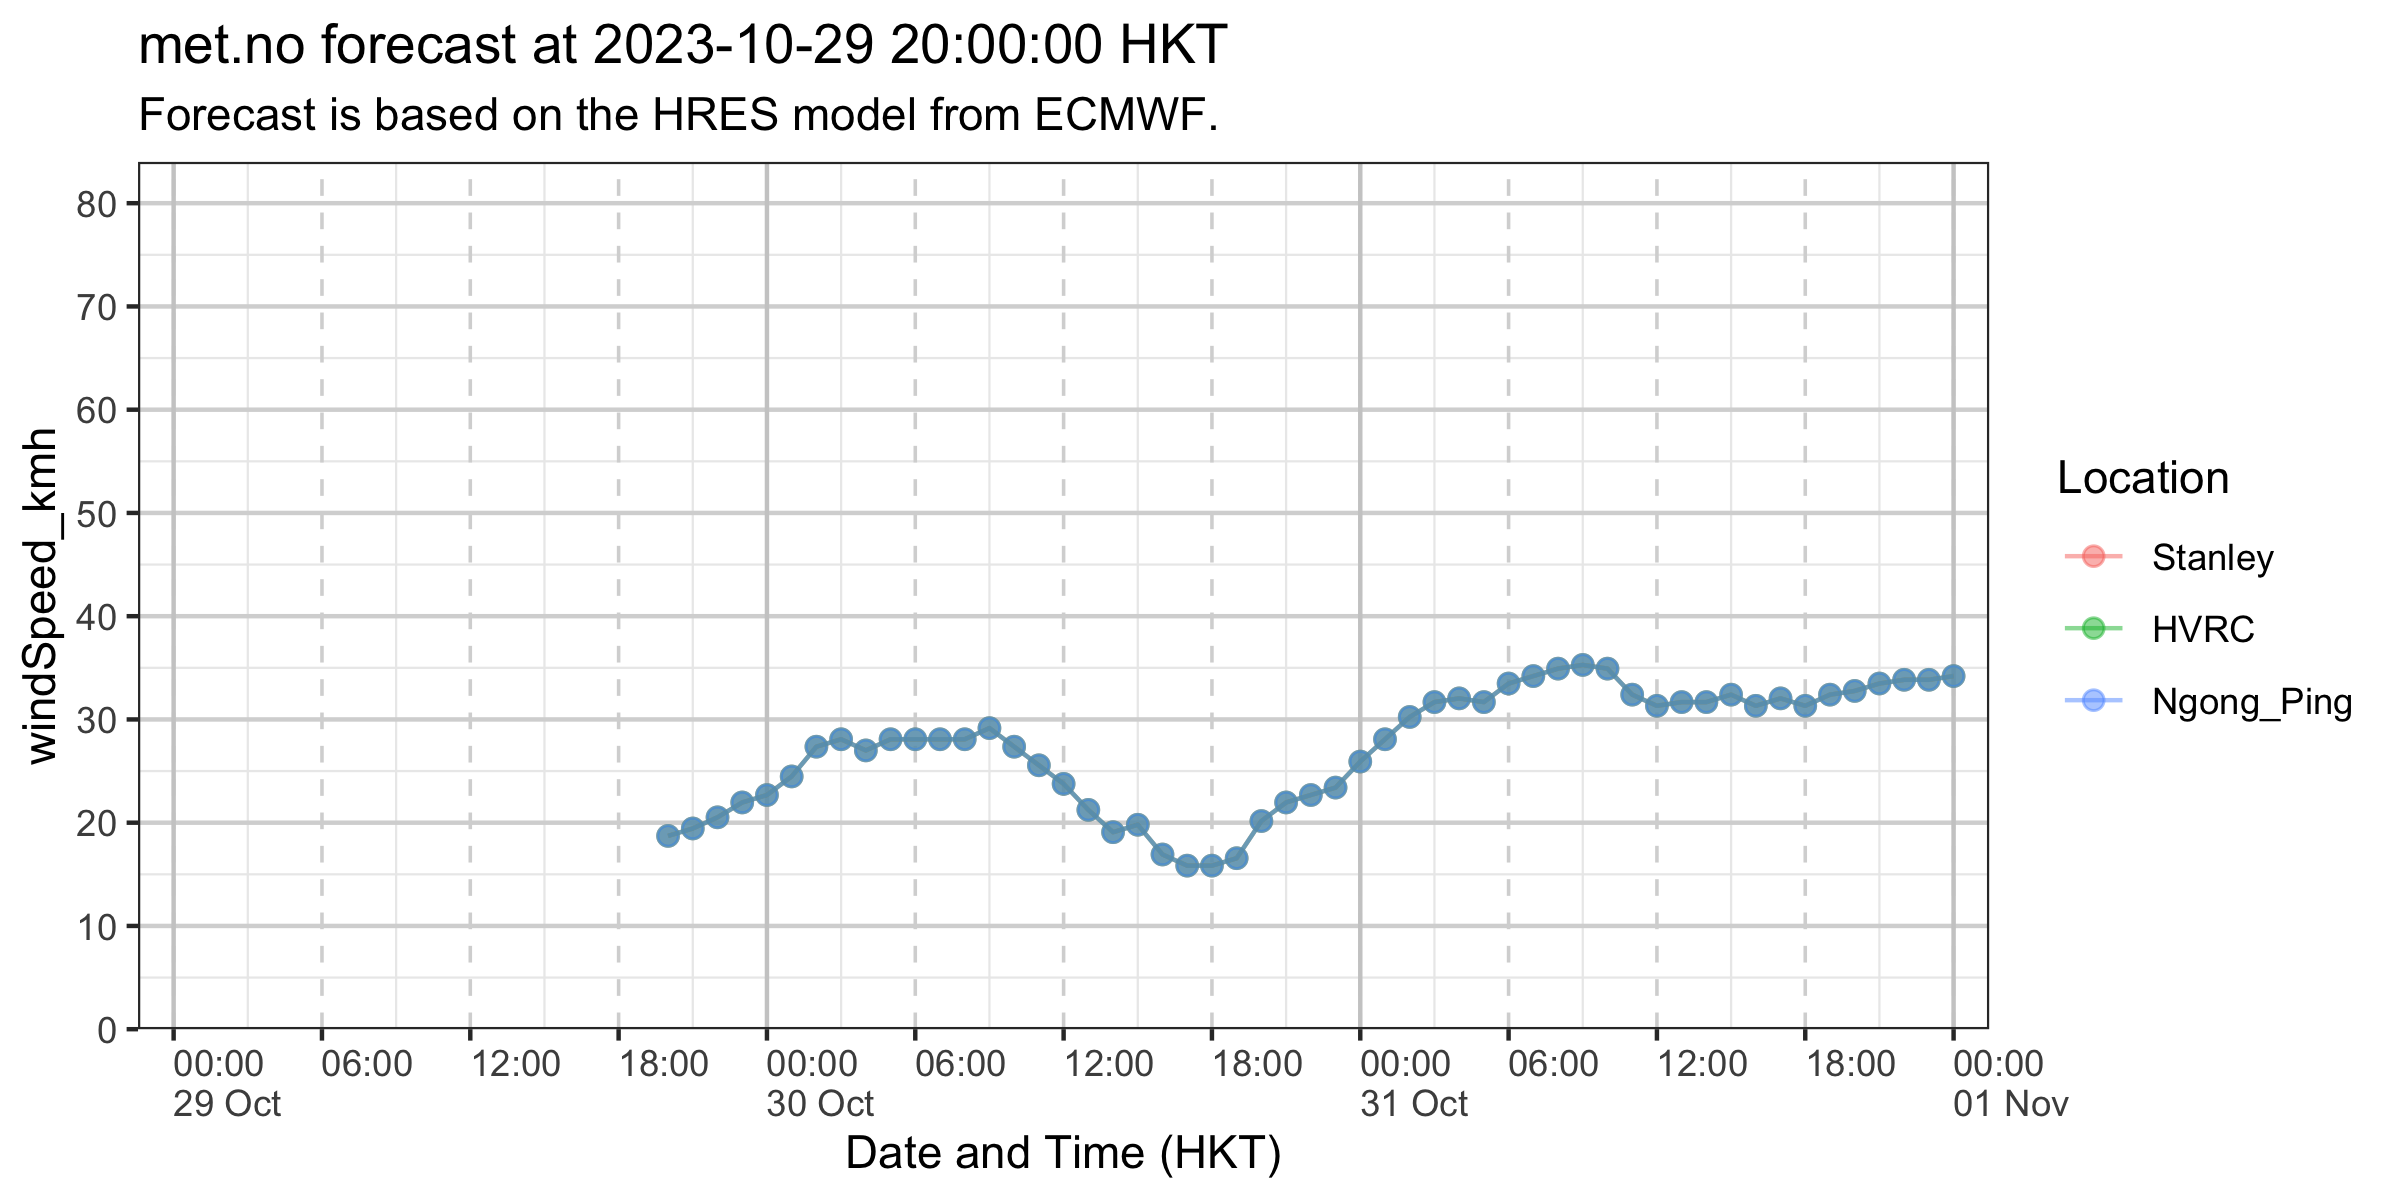 met.no forecast at 2023-10-29 20:00:00 HKT
Forecast is based on the HRES model from ECMWF.
windSpeed_kmh
80
70
60
50
40
30
20
10
0
00:00 06:00 12:00 18:00 00:00 06:00 12:00 18:00 00:00 06:00 12:00 18:00 00:00
29 Oct 30 Oct 31 Oct 01 Nov
Date and Time (HKT)
Location
Stanley
HVRC
Ngong_Ping